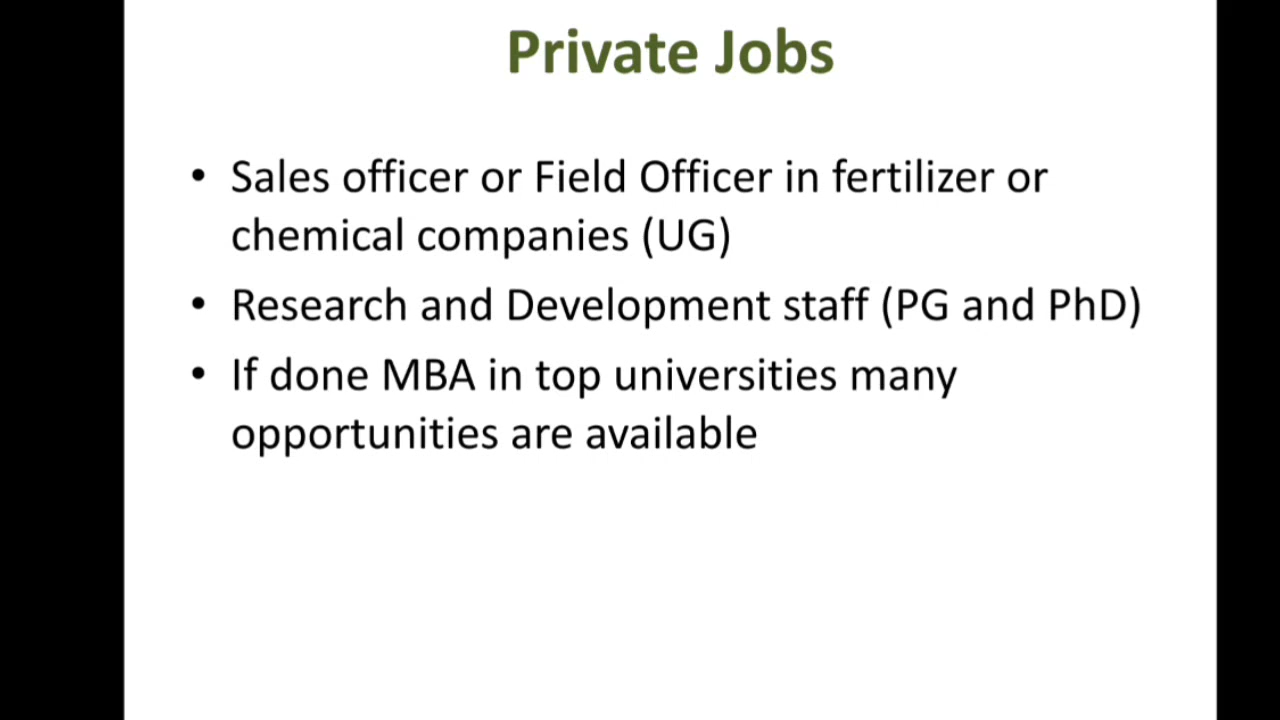 Private Jobs
• Sales officer or Field Officer in fertilizer or
chemical companies (UG)
• Research and Development staff (PG and PhD)
• If done MBA in top universities many
opportunities are available